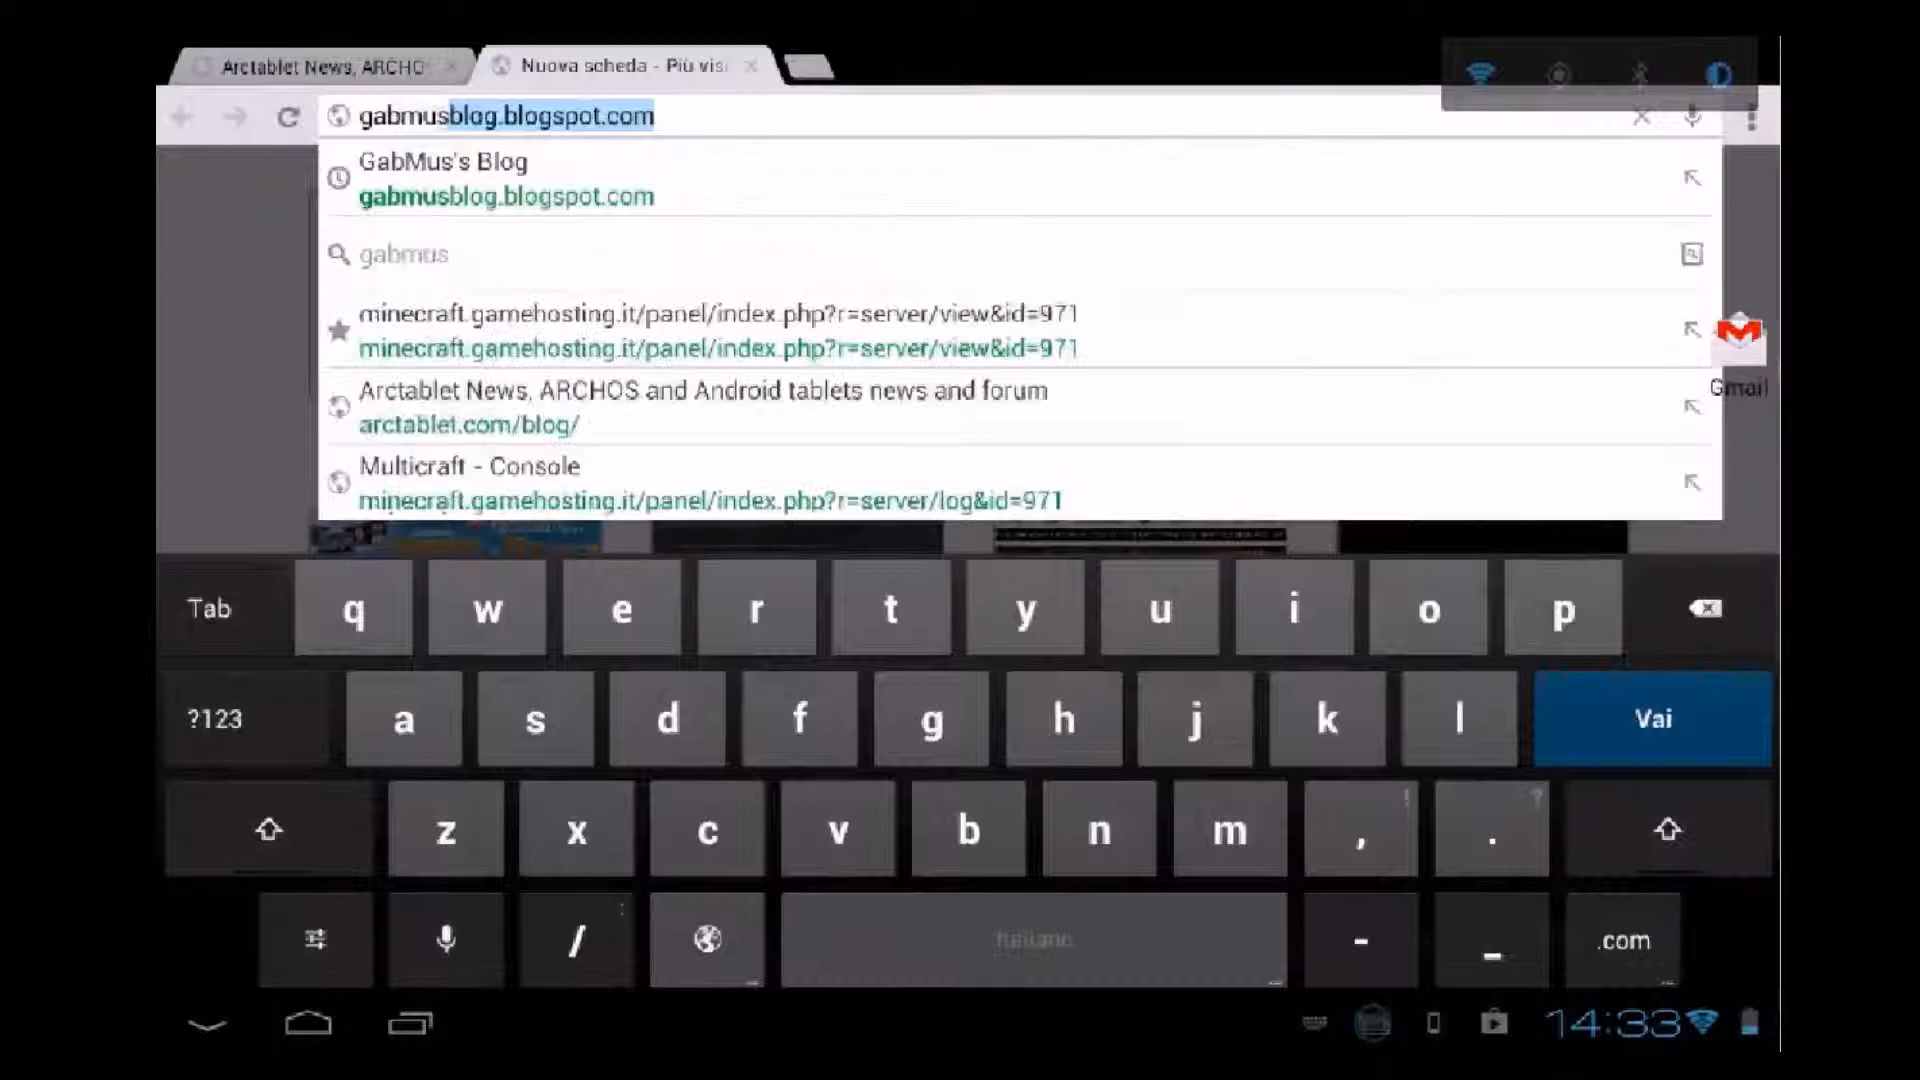 Arctablet News, ARCHO
Nuova scheda - Più vis
gabmusblog.blogspot.com
GabMus's Blog
gabmusblog.blogspot.com
gabmus
minecraft.gamehosting.it/panel/index.php?r=server/view&id=971
minecraft.gamehosting.it/panel/index.php?r=server/view&id=971
Gmail
Arctablet News, ARCHOS and Android tablets news and forum
arctablet.com/blog/
Multicraft - Console
minecraft.gamehosting.it/panel/index.php?r=server/log&id=971
Tab q w e r t y u i o p
?123 a s d f g h j k l Vai
z x c v b n m , ! . ?
/ : Italiano - _ .com
14:33